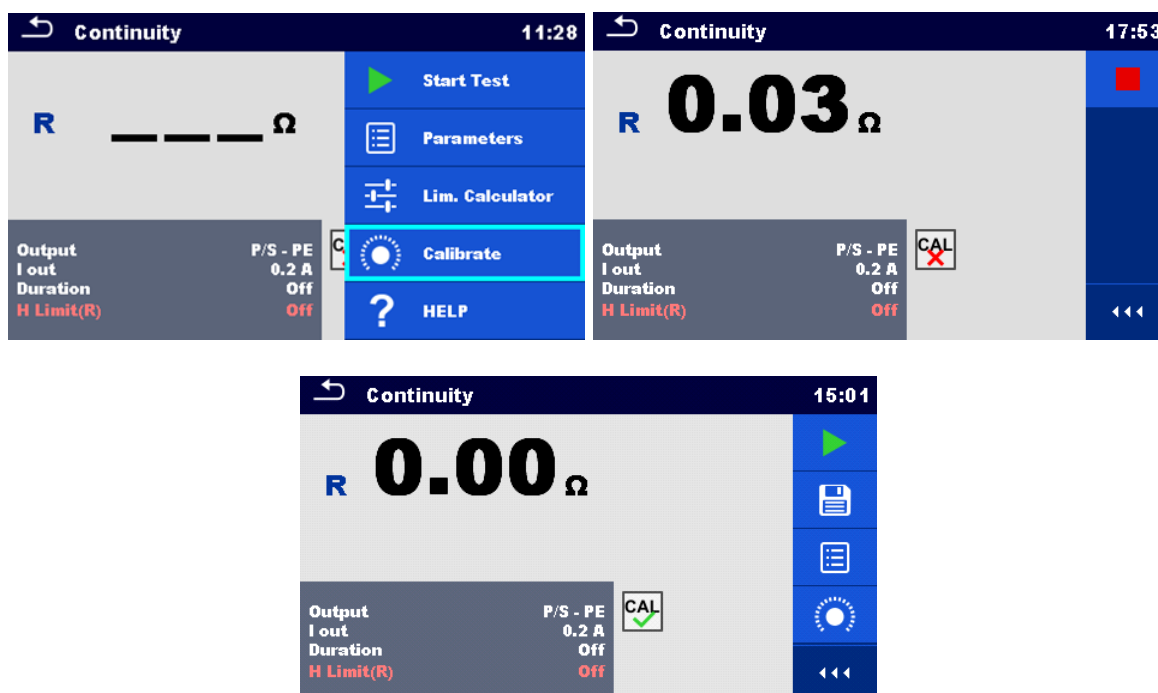 Continuity 11:28
R ___ Ω
Start Test
Parameters
Lim. Calculator
Calibrate
? HELP
Output P/S - PE
I out 0.2 A
Duration Off
H Limit(R) Off
Continuity 17:53
R 0.03 Ω
Output P/S - PE
I out 0.2 A
Duration Off
H Limit(R) Off
CAL
Continuity 15:01
R 0.00 Ω
Output P/S - PE
I out 0.2 A
Duration Off
H Limit(R) Off
CAL